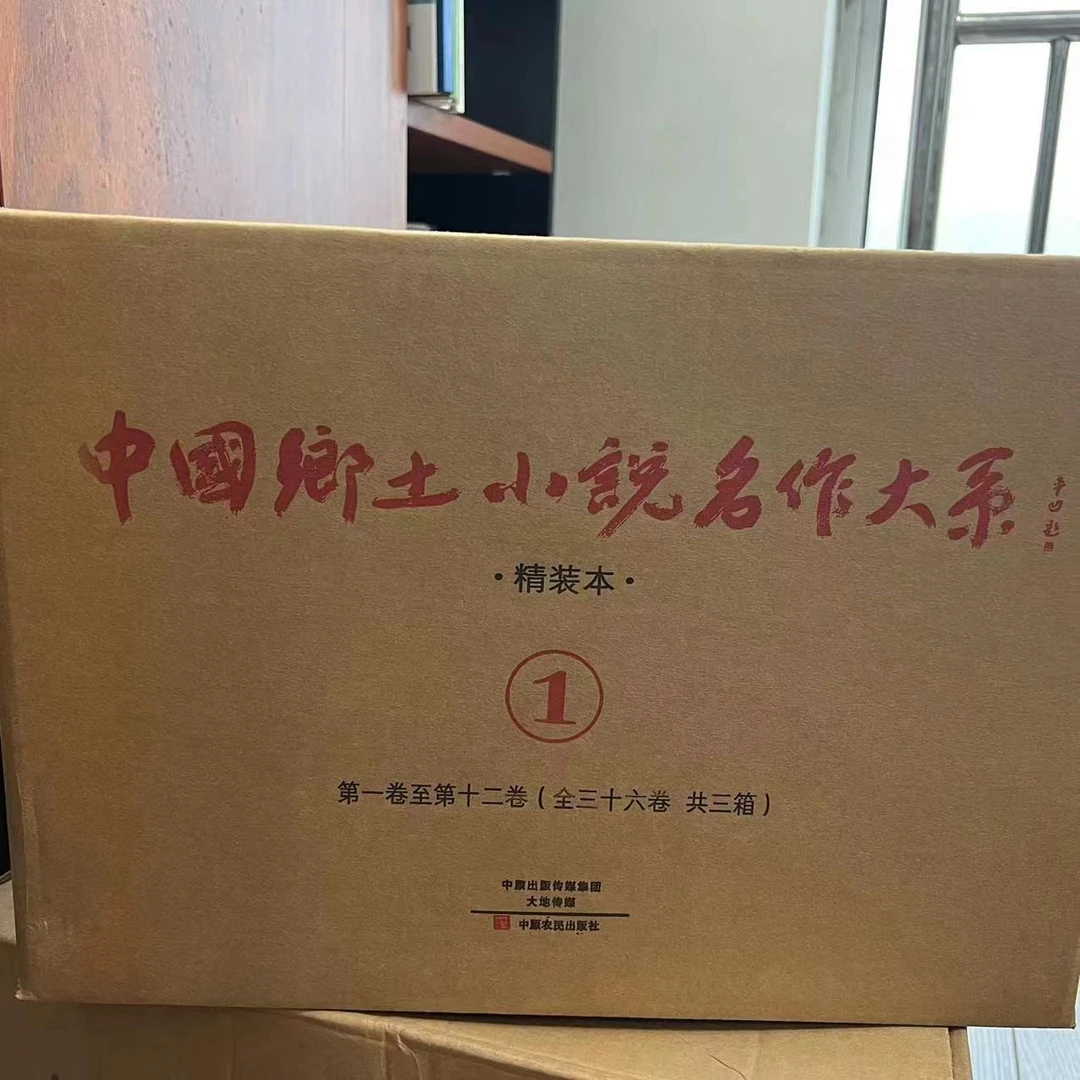 中國鄉土小説名作大系
·精装本·
1
第一卷至第十二卷(全三十六卷 共三箱)
中原出版传媒集团
大地传媒
中原农民出版社